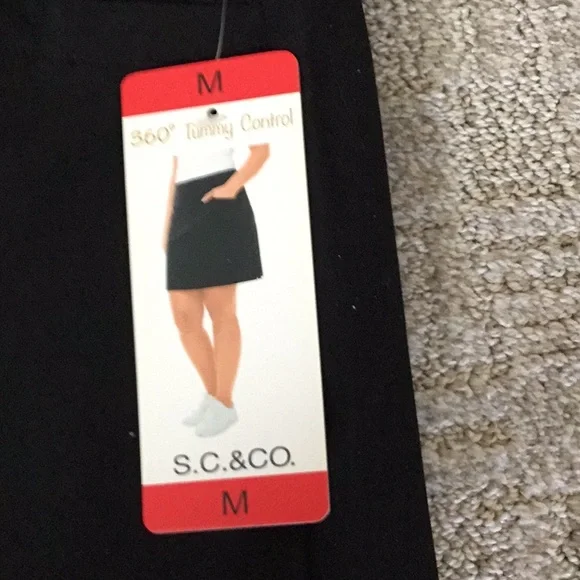 M
360° Tummy Control
S.C.&CO.
M